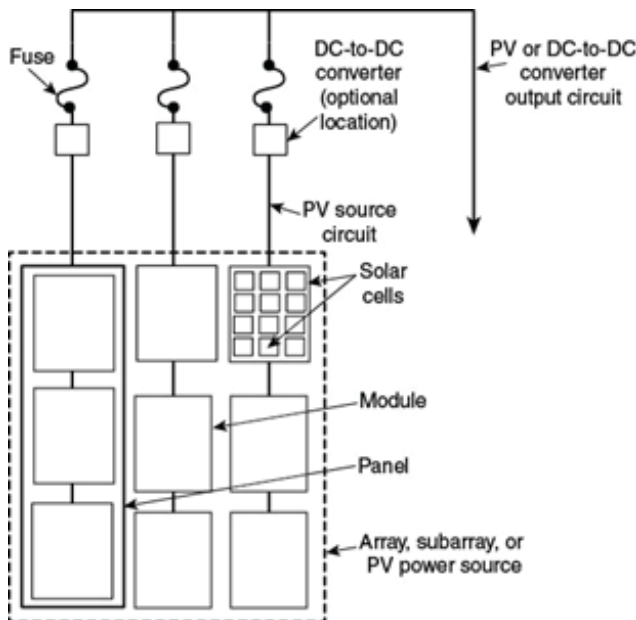 Fuse
DC-to-DC
converter
(optional
location)
PV or DC-to-DC
converter
output circuit
PV source
circuit
Solar
cells
Module
Panel
Array, subarray, or
PV power source